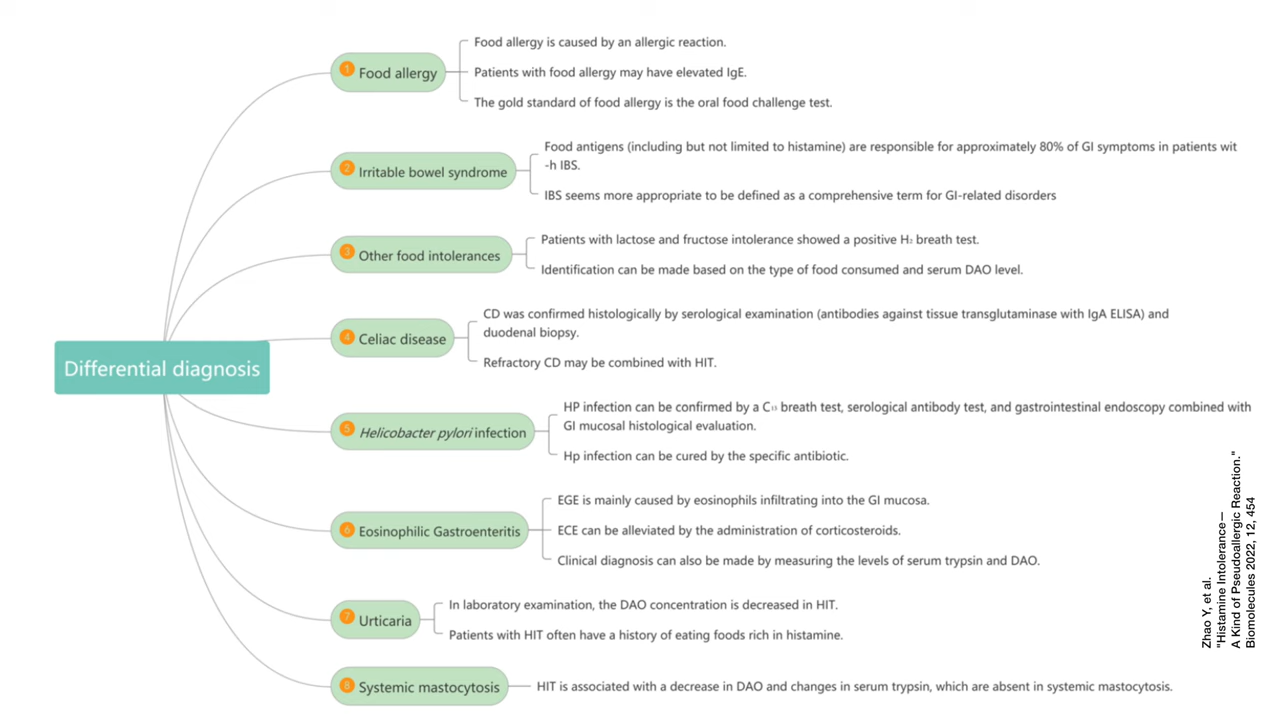 Differential diagnosis
1 Food allergy
Food allergy is caused by an allergic reaction.
Patients with food allergy may have elevated IgE.
The gold standard of food allergy is the oral food challenge test.
2 Irritable bowel syndrome
Food antigens (including but not limited to histamine) are responsible for approximately 80% of GI symptoms in patients wit
-h IBS.
IBS seems more appropriate to be defined as a comprehensive term for GI-related disorders
3 Other food intolerances
Patients with lactose and fructose intolerance showed a positive H₂ breath test.
Identification can be made based on the type of food consumed and serum DAO level.
4 Celiac disease
CD was confirmed histologically by serological examination (antibodies against tissue transglutaminase with IgA ELISA) and
duodenal biopsy.
Refractory CD may be combined with HIT.
5 Helicobacter pylori infection
HP infection can be confirmed by a C₁₃ breath test, serological antibody test, and gastrointestinal endoscopy combined with
GI mucosal histological evaluation.
Hp infection can be cured by the specific antibiotic.
6 Eosinophilic Gastroenteritis
EGE is mainly caused by eosinophils infiltrating into the GI mucosa.
ECE can be alleviated by the administration of corticosteroids.
Clinical diagnosis can also be made by measuring the levels of serum trypsin and DAO.
7 Urticaria
In laboratory examination, the DAO concentration is decreased in HIT.
Patients with HIT often have a history of eating foods rich in histamine.
8 Systemic mastocytosis
HIT is associated with a decrease in DAO and changes in serum trypsin, which are absent in systemic mastocytosis.
Zhao Y, et al.
"Histamine Intolerance—
A Kind of Pseudoallergic Reaction."
Biomolecules 2022, 12, 454